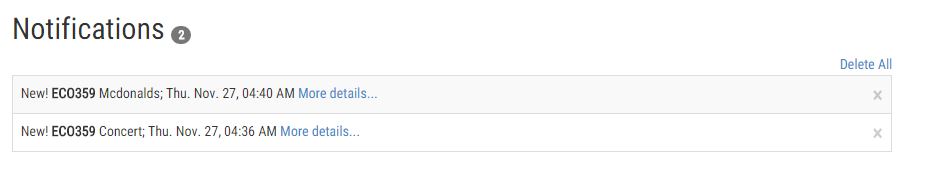 Notifications 2
Delete All
New! ECO359 Mcdonalds; Thu. Nov. 27, 04:40 AM More details...
New! ECO359 Concert; Thu. Nov. 27, 04:36 AM More details...